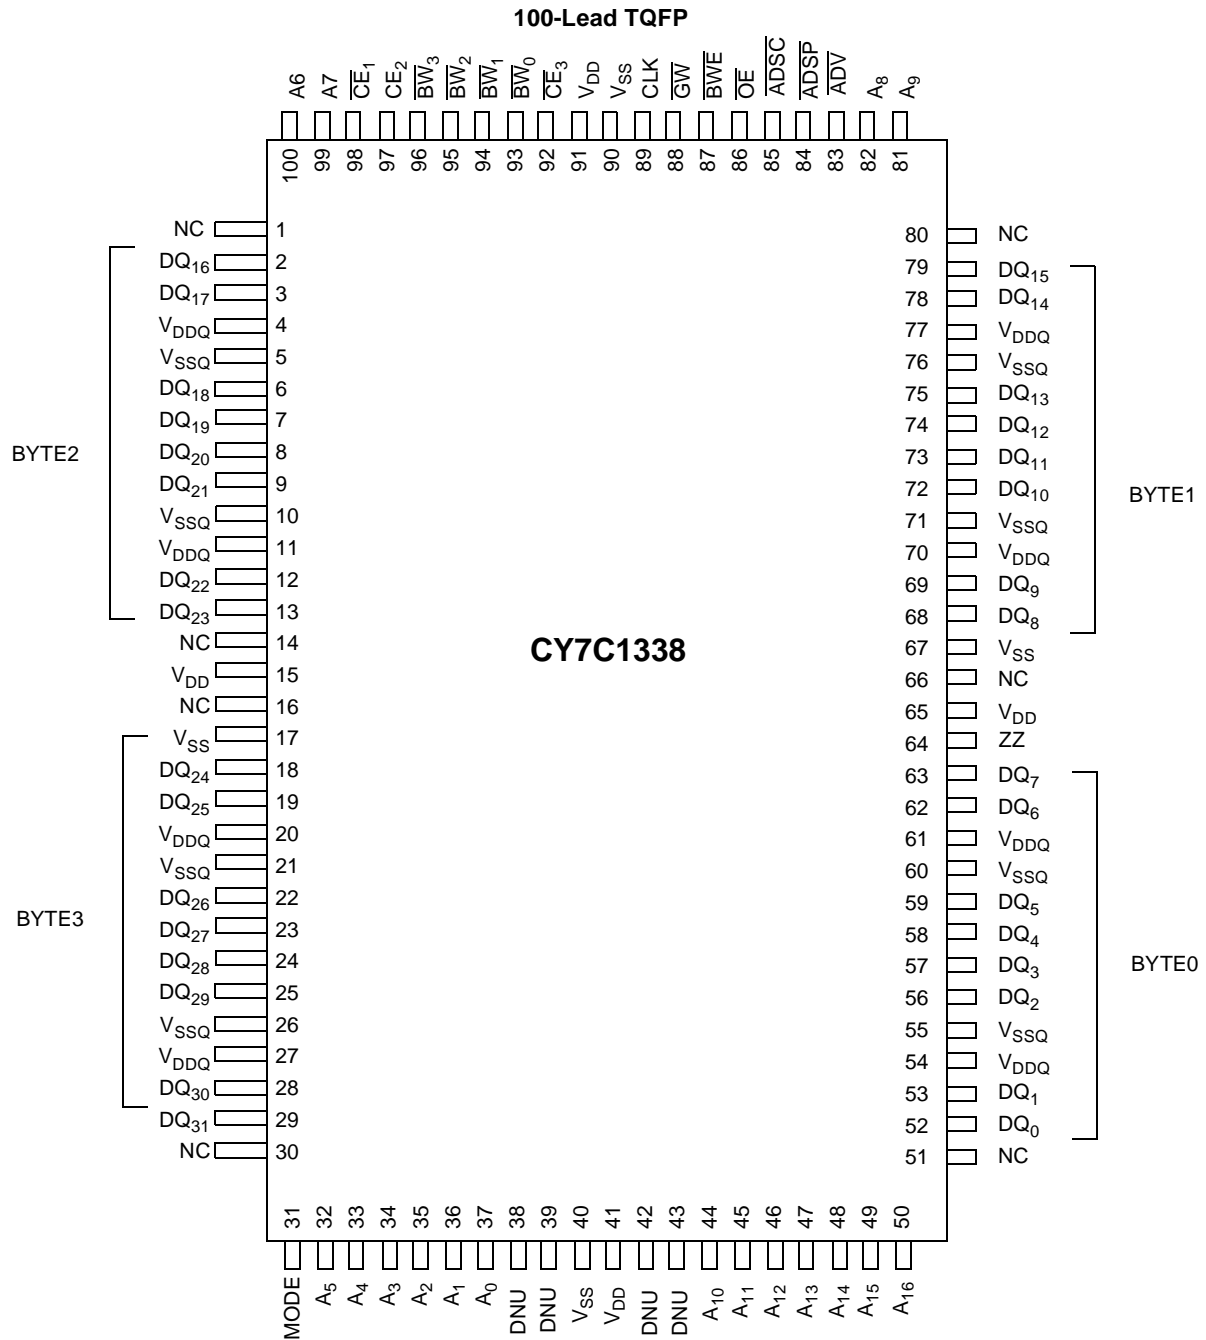 100-Lead TQFP
A6 A7 CE1 CE2 BW3 BW2 BW1 BW0 CE3 VDD VSS CLK GW BWE OE ADSC ADSP ADV A8 A9
100 99 98 97 96 95 94 93 92 91 90 89 88 87 86 85 84 83 82 81
NC 1
DQ16 2
DQ17 3
VDDQ 4
VSSQ 5
DQ18 6
DQ19 7
DQ20 8
DQ21 9
VSSQ 10
VDDQ 11
DQ22 12
DQ23 13
NC 14
VDD 15
NC 16
VSS 17
DQ24 18
DQ25 19
VDDQ 20
VSSQ 21
DQ26 22
DQ27 23
DQ28 24
DQ29 25
VSSQ 26
VDDQ 27
DQ30 28
DQ31 29
NC 30
BYTE2
BYTE3
CY7C1338
80 NC
79 DQ15
78 DQ14
77 VDDQ
76 VSSQ
75 DQ13
74 DQ12
73 DQ11
72 DQ10
71 VSSQ
70 VDDQ
69 DQ9
68 DQ8
67 VSS
66 NC
65 VDD
64 ZZ
63 DQ7
62 DQ6
61 VDDQ
60 VSSQ
59 DQ5
58 DQ4
57 DQ3
56 DQ2
55 VSSQ
54 VDDQ
53 DQ1
52 DQ0
51 NC
BYTE1
BYTE0
31 32 33 34 35 36 37 38 39 40 41 42 43 44 45 46 47 48 49 50
MODE A5 A4 A3 A2 A1 A0 DNU DNU VSS VDD DNU DNU A10 A11 A12 A13 A14 A15 A16